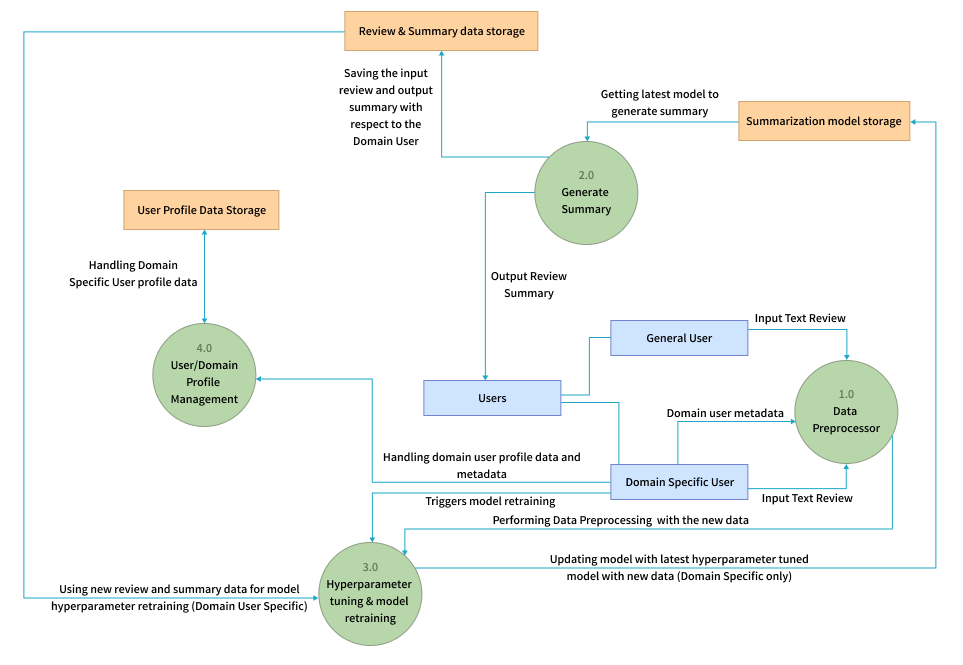 Review & Summary data storage
Saving the input
review and output
summary with
respect to the
Domain User
Getting latest model to
generate summary
Summarization model storage
2.0
Generate
Summary
User Profile Data Storage
Handling Domain
Specific User profile data
Output Review
Summary
Input Text Review
General User
4.0
User/Domain
Profile
Management
Users
1.0
Data
Preprocessor
Domain user metadata
Handling domain user profile data and
metadata
Domain Specific User
Input Text Review
Triggers model retraining
Performing Data Preprocessing with the new data
Updating model with latest hyperparameter tuned
model with new data (Domain Specific only)
3.0
Hyperparameter
tuning & model
retraining
Using new review and summary data for model
hyperparameter retraining (Domain User Specific)